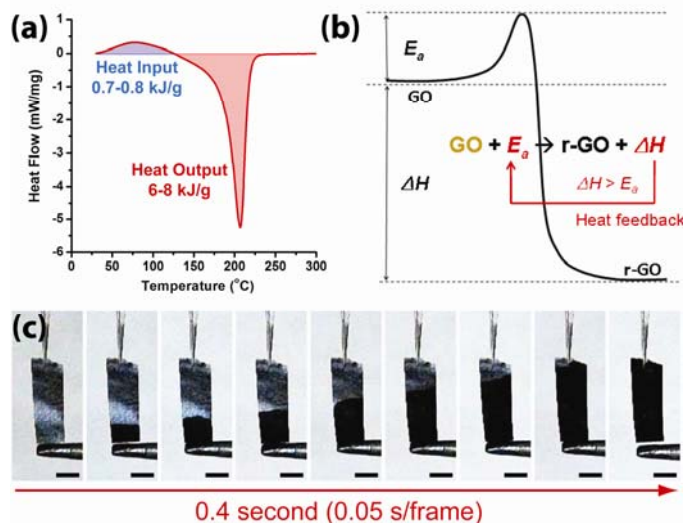 (a)
1
0
-1
-2
-3
-4
-5
-6
Heat Flow (mW/mg)
Heat Input
0.7-0.8 kJ/g
Heat Output
6-8 kJ/g
0 50 100 150 200 250 300
Temperature (°C)
(b)
Eₐ
GO
GO + Eₐ → r-GO + ΔH
ΔH > Eₐ
Heat feedback
ΔH
r-GO
(c)
0.4 second (0.05 s/frame)